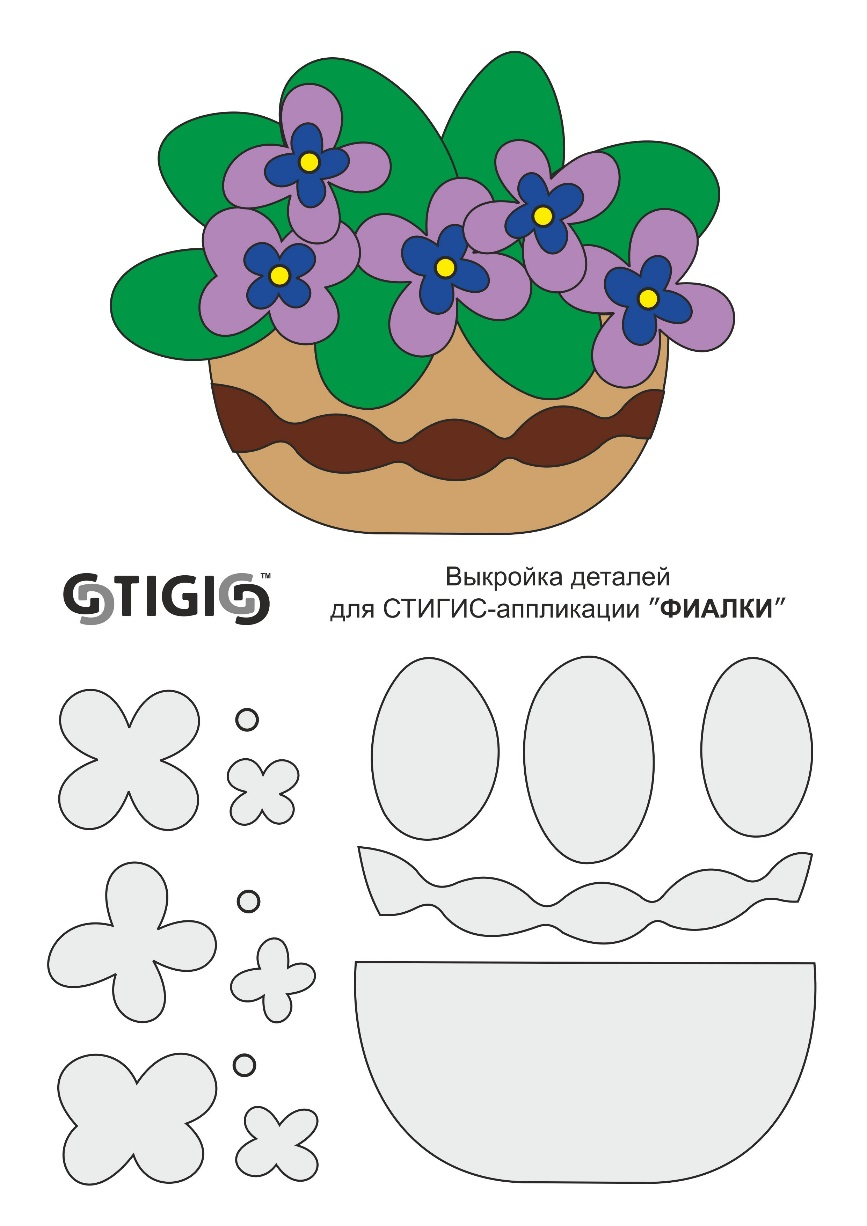 STIGIS™
Выкройка деталей
для СТИГИС-аппликации "ФИАЛКИ"